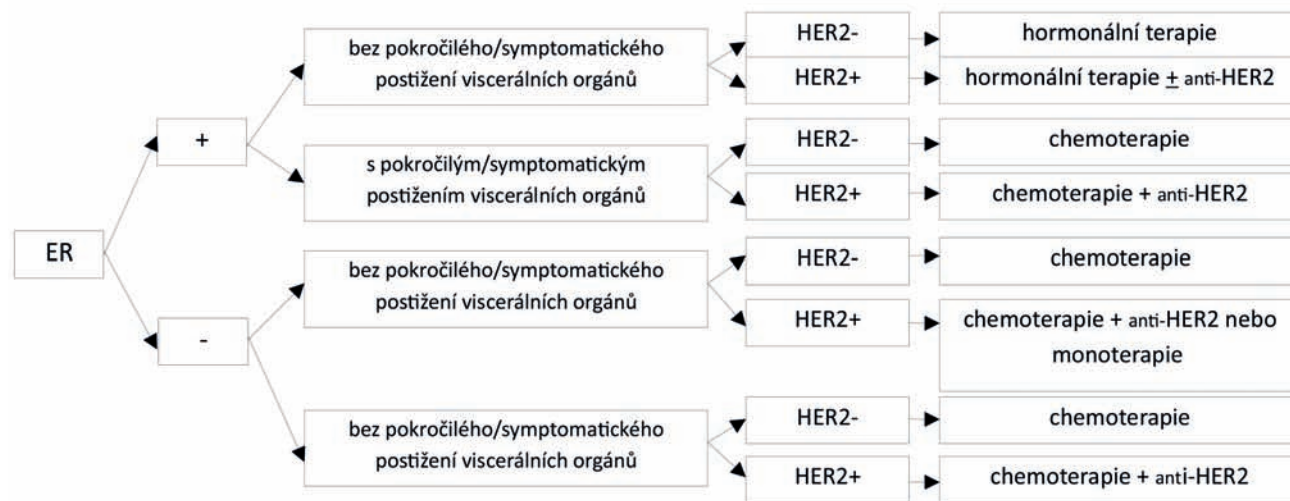 ER
+
-
bez pokročilého/symptomatického
postižení viscerálních orgánů
s pokročilým/symptomatickým
postižením viscerálních orgánů
bez pokročilého/symptomatického
postižení viscerálních orgánů
bez pokročilého/symptomatického
postižení viscerálních orgánů
HER2-
hormonální terapie
HER2+
hormonální terapie ± anti-HER2
HER2-
chemoterapie
HER2+
chemoterapie + anti-HER2
HER2-
chemoterapie
HER2+
chemoterapie + anti-HER2 nebo
monoterapie
HER2-
chemoterapie
HER2+
chemoterapie + anti-HER2